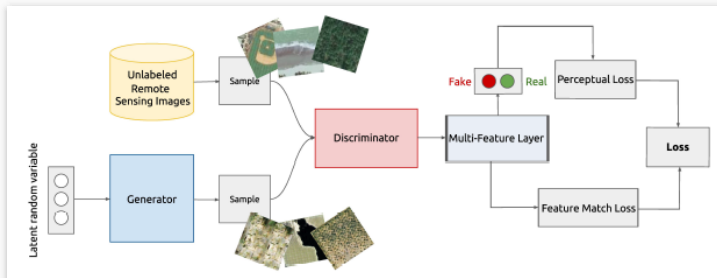 Unlabeled
Remote
Sensing Images
Sample
Fake
Real
Perceptual Loss
Discriminator
Multi-Feature Layer
Loss
Latent random variable
Generator
Sample
Feature Match Loss